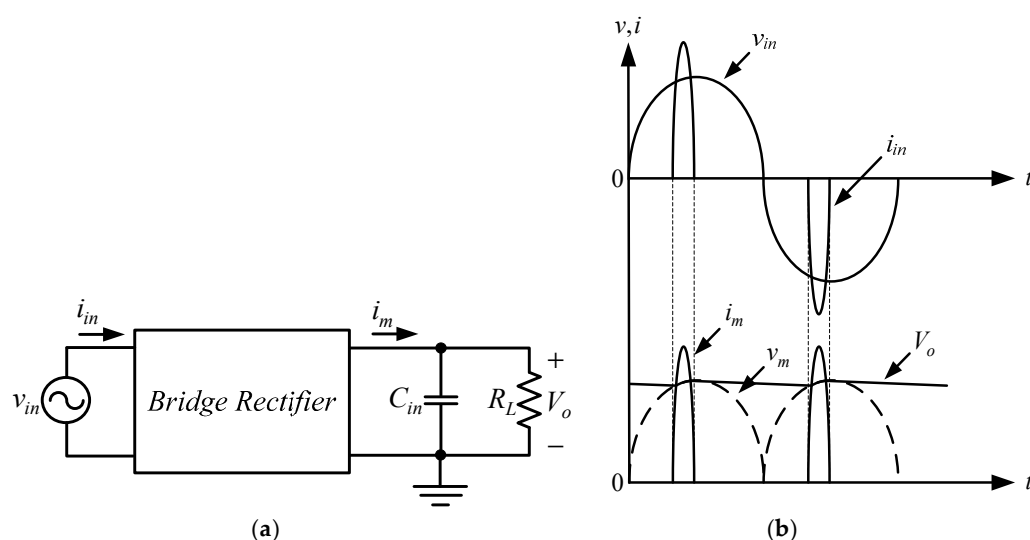 i_in
i_m
v_in
Bridge Rectifier
C_in
R_L
+
V_o
−
(a)
v,i
v_in
i_in
0
t
i_m
v_m
V_o
0
t
(b)